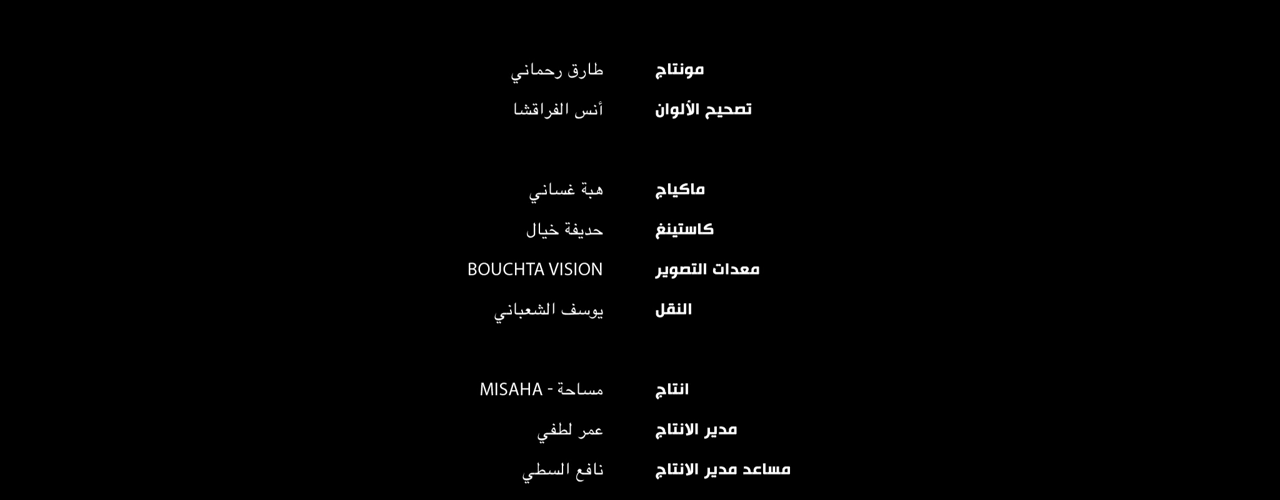 مونتاج طارق رحماني
تصحيح الألوان أنس الفراقشا
ماكياج هبة غساني
كاستينغ حديفة خيال
معدات التصوير BOUCHTA VISION
النقل يوسف الشعباني
انتاج مساحة - MISAHA
مدير الانتاج عمر لطفي
مساعد مدير الانتاج نافع السطي